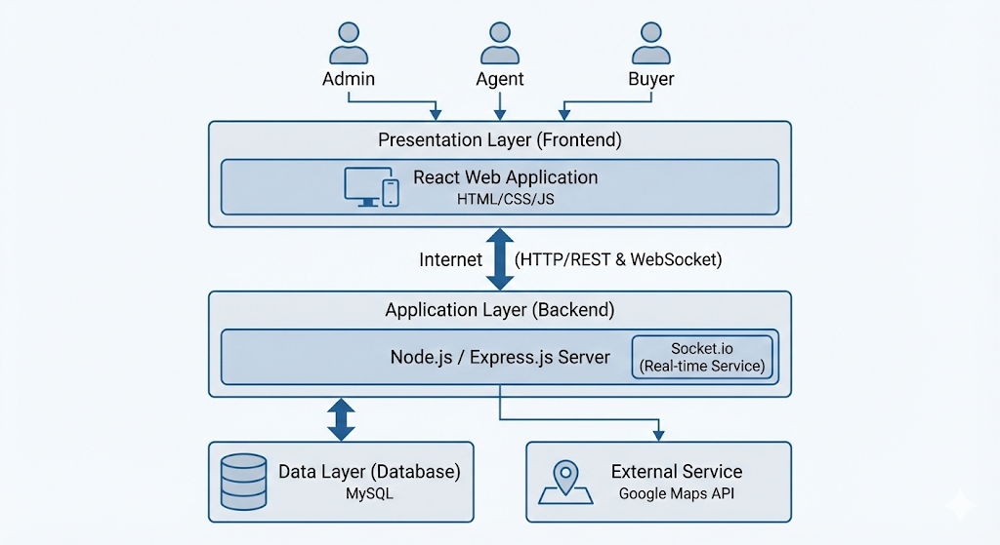 Admin
Agent
Buyer
Presentation Layer (Frontend)
React Web Application
HTML/CSS/JS
Internet (HTTP/REST & WebSocket)
Application Layer (Backend)
Node.js / Express.js Server
Socket.io
(Real-time Service)
Data Layer (Database)
MySQL
External Service
Google Maps API